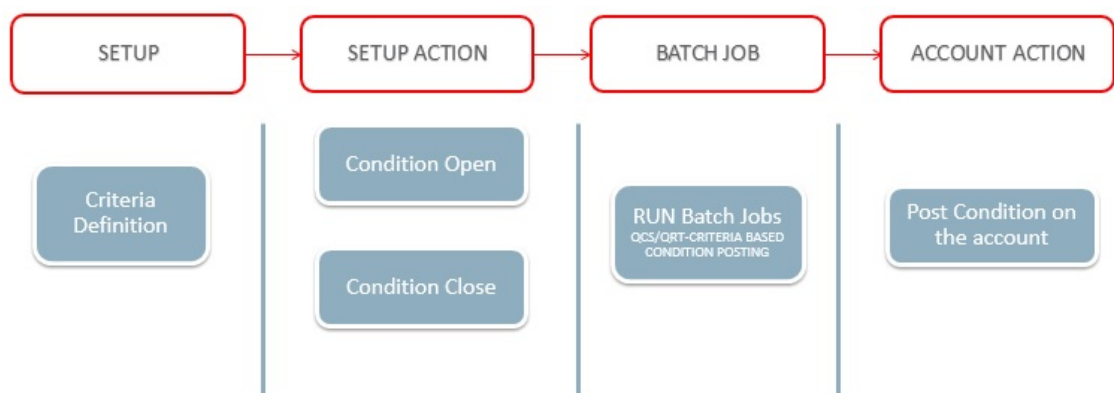 SETUP
SETUP ACTION
BATCH JOB
ACCOUNT ACTION
Criteria
Definition
Condition Open
Condition Close
RUN Batch Jobs
QCS/QRT-CRITERIA BASED
CONDITION POSTING
Post Condition on
the account